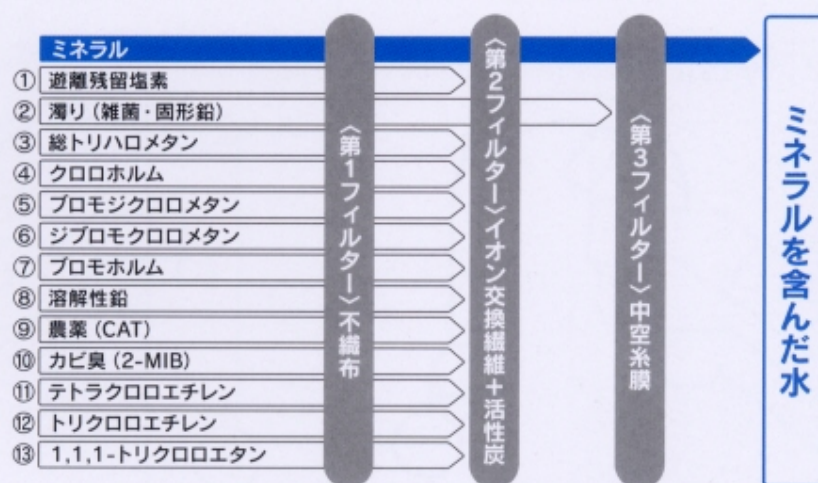 ミネラル
①遊離残留塩素
②濁り（雑菌・固形鉛）
③総トリハロメタン
④クロロホルム
⑤ブロモジクロロメタン
⑥ジブロモクロロメタン
⑦ブロモホルム
⑧溶解性鉛
⑨農薬（CAT）
⑩カビ臭（2-MIB）
⑪テトラクロロエチレン
⑫トリクロロエチレン
⑬1,1,1-トリクロロエタン
〈第1フィルター〉不織布
〈第2フィルター〉イオン交換繊維＋活性炭
〈第3フィルター〉中空糸膜
ミネラルを含んだ水